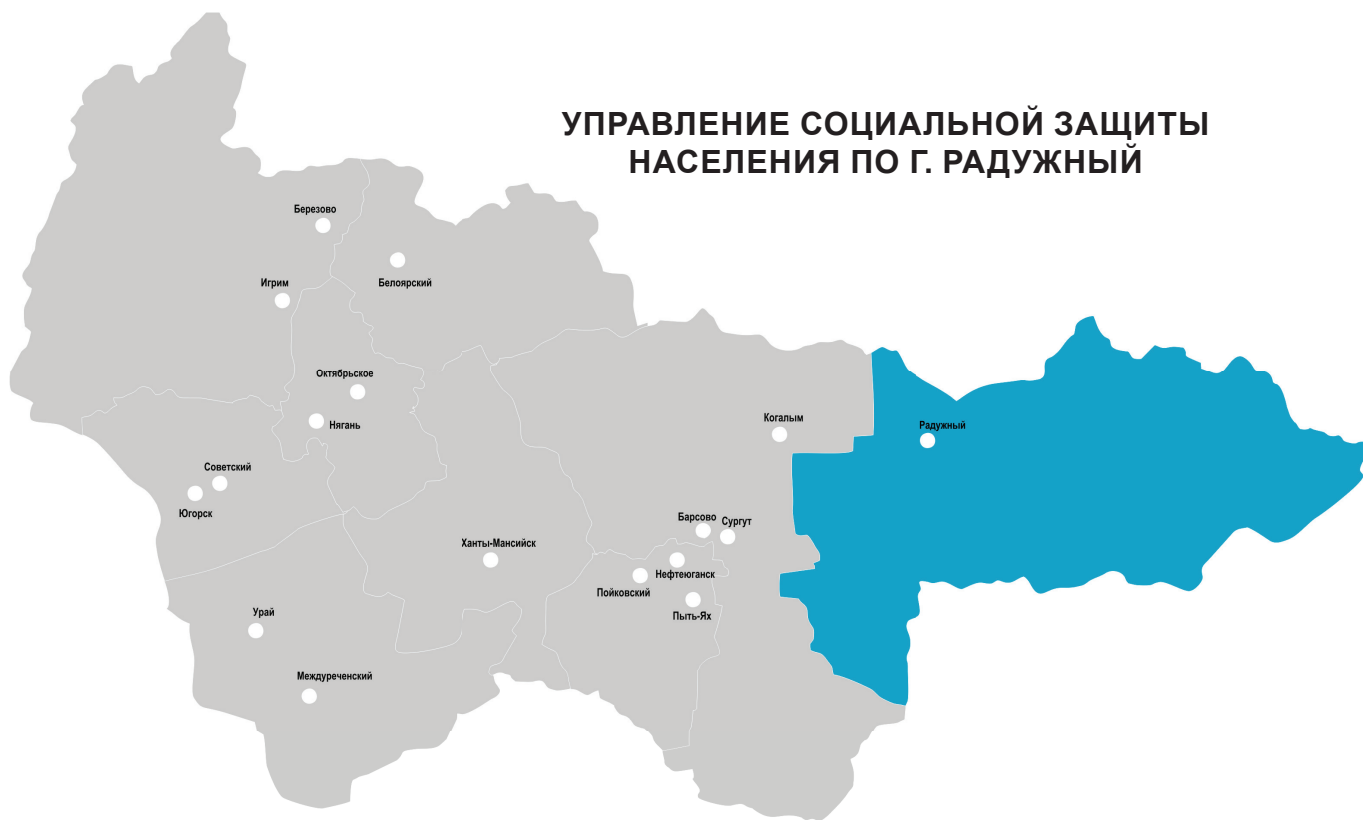 УПРАВЛЕНИЕ СОЦИАЛЬНОЙ ЗАЩИТЫ
НАСЕЛЕНИЯ ПО Г. РАДУЖНЫЙ
Березово
Белоярский
Игрим
Октябрьское
Нягань
Когалым
Радужный
Советский
Югорск
Барсово
Сургут
Ханты-Мансийск
Нефтеюганск
Пойковский
Пыть-Ях
Урай
Междуреченский